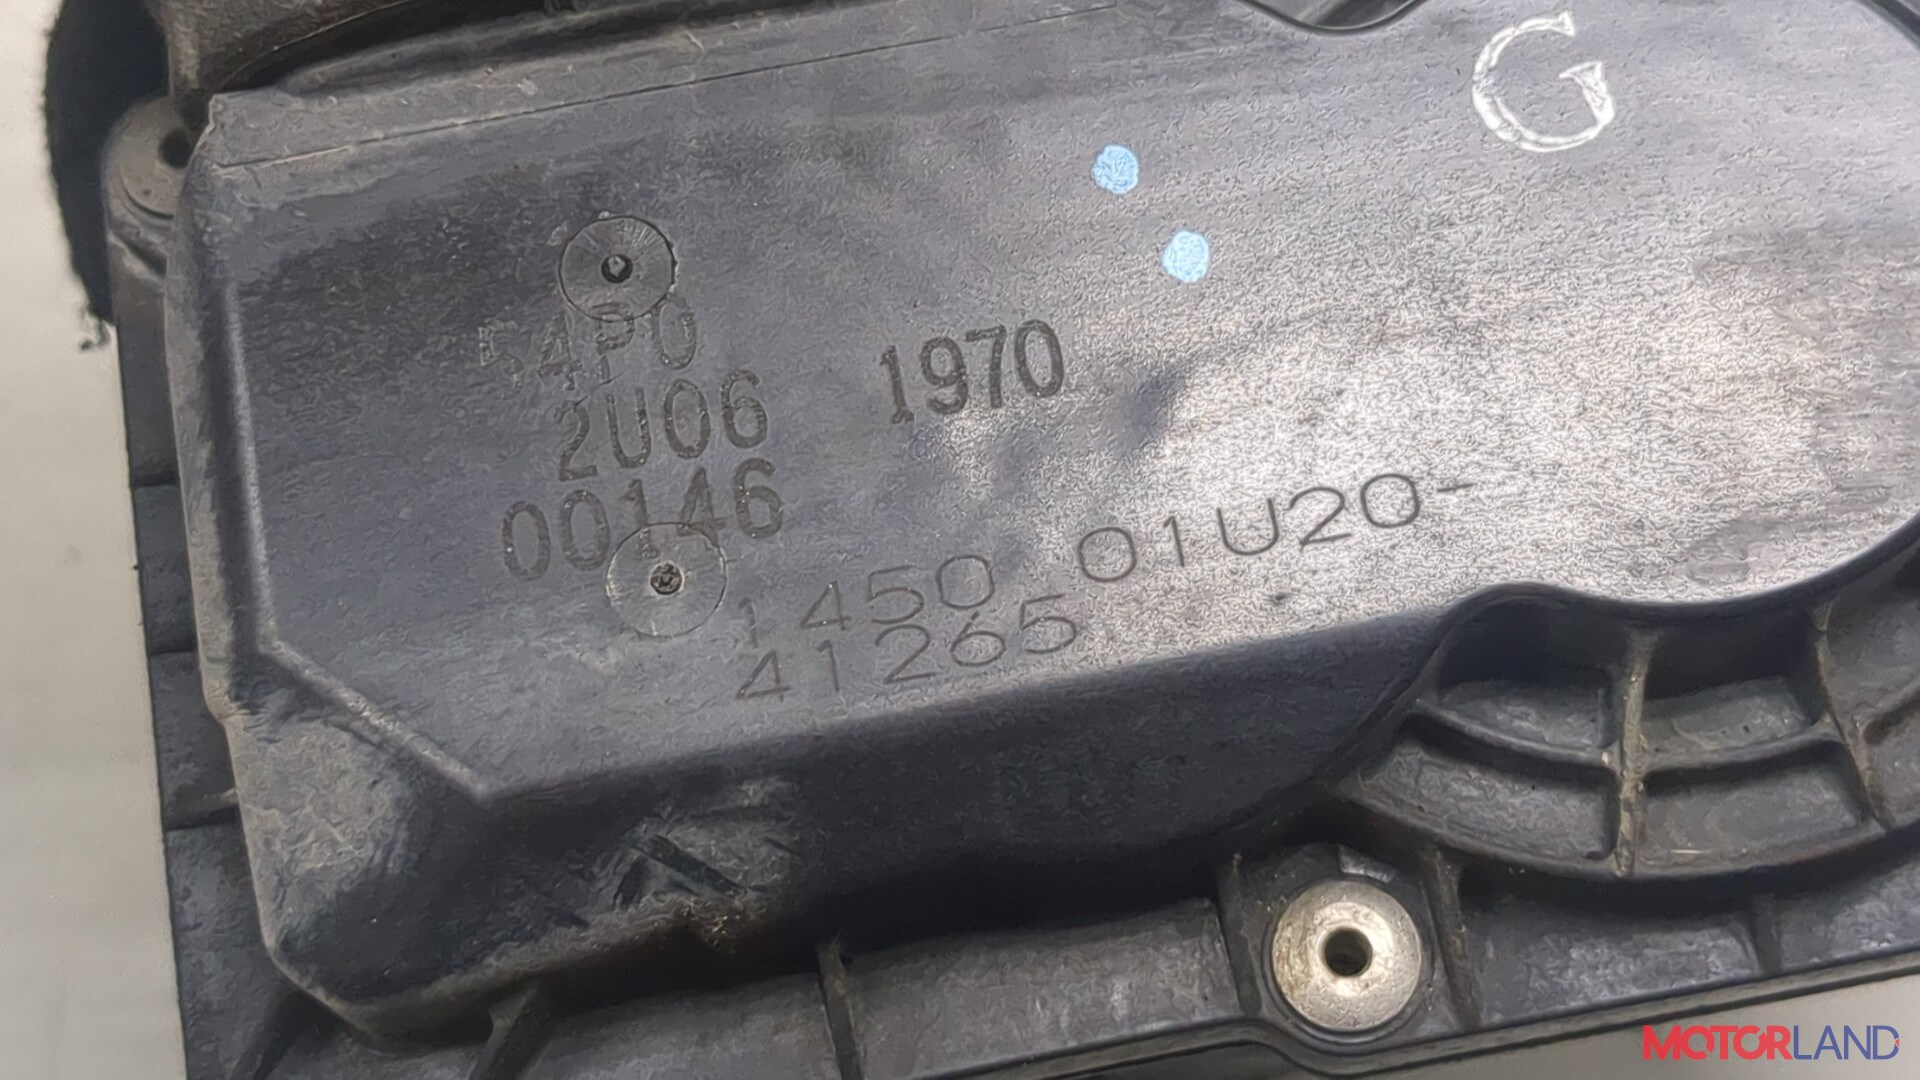 G
54P0
2U06 1970
00146
1450 01U20-
41265
MOTORLAND